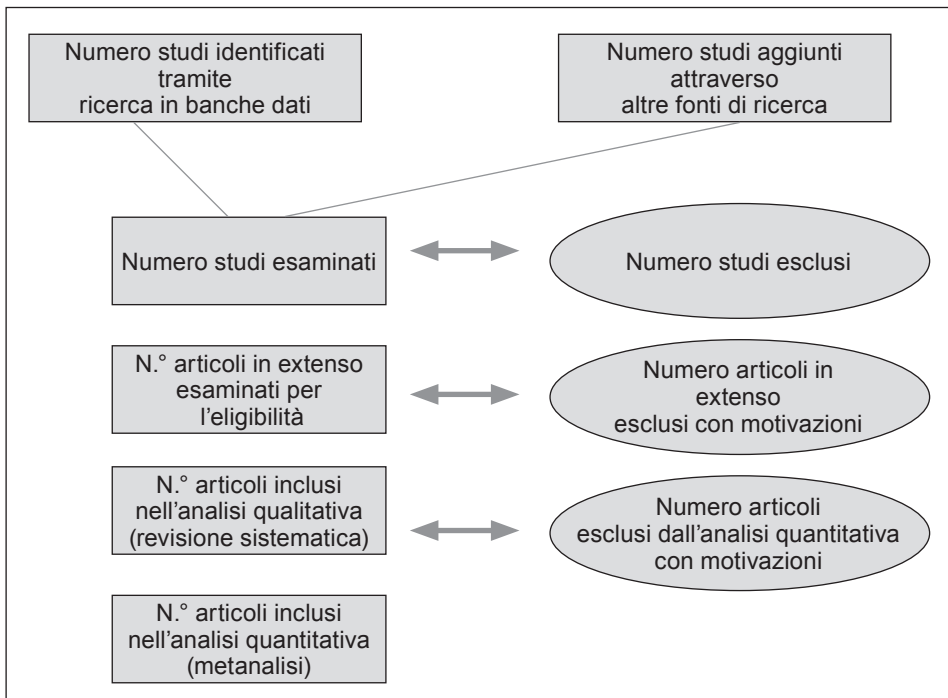 Numero studi identificati
tramite
ricerca in banche dati
Numero studi aggiunti
attraverso
altre fonti di ricerca
Numero studi esaminati
Numero studi esclusi
N.° articoli in extenso
esaminati per
l'eligibilità
Numero articoli in
extenso
esclusi con motivazioni
N.° articoli inclusi
nell'analisi qualitativa
(revisione sistematica)
Numero articoli
esclusi dall'analisi quantitativa
con motivazioni
N.° articoli inclusi
nell'analisi quantitativa
(metanalisi)